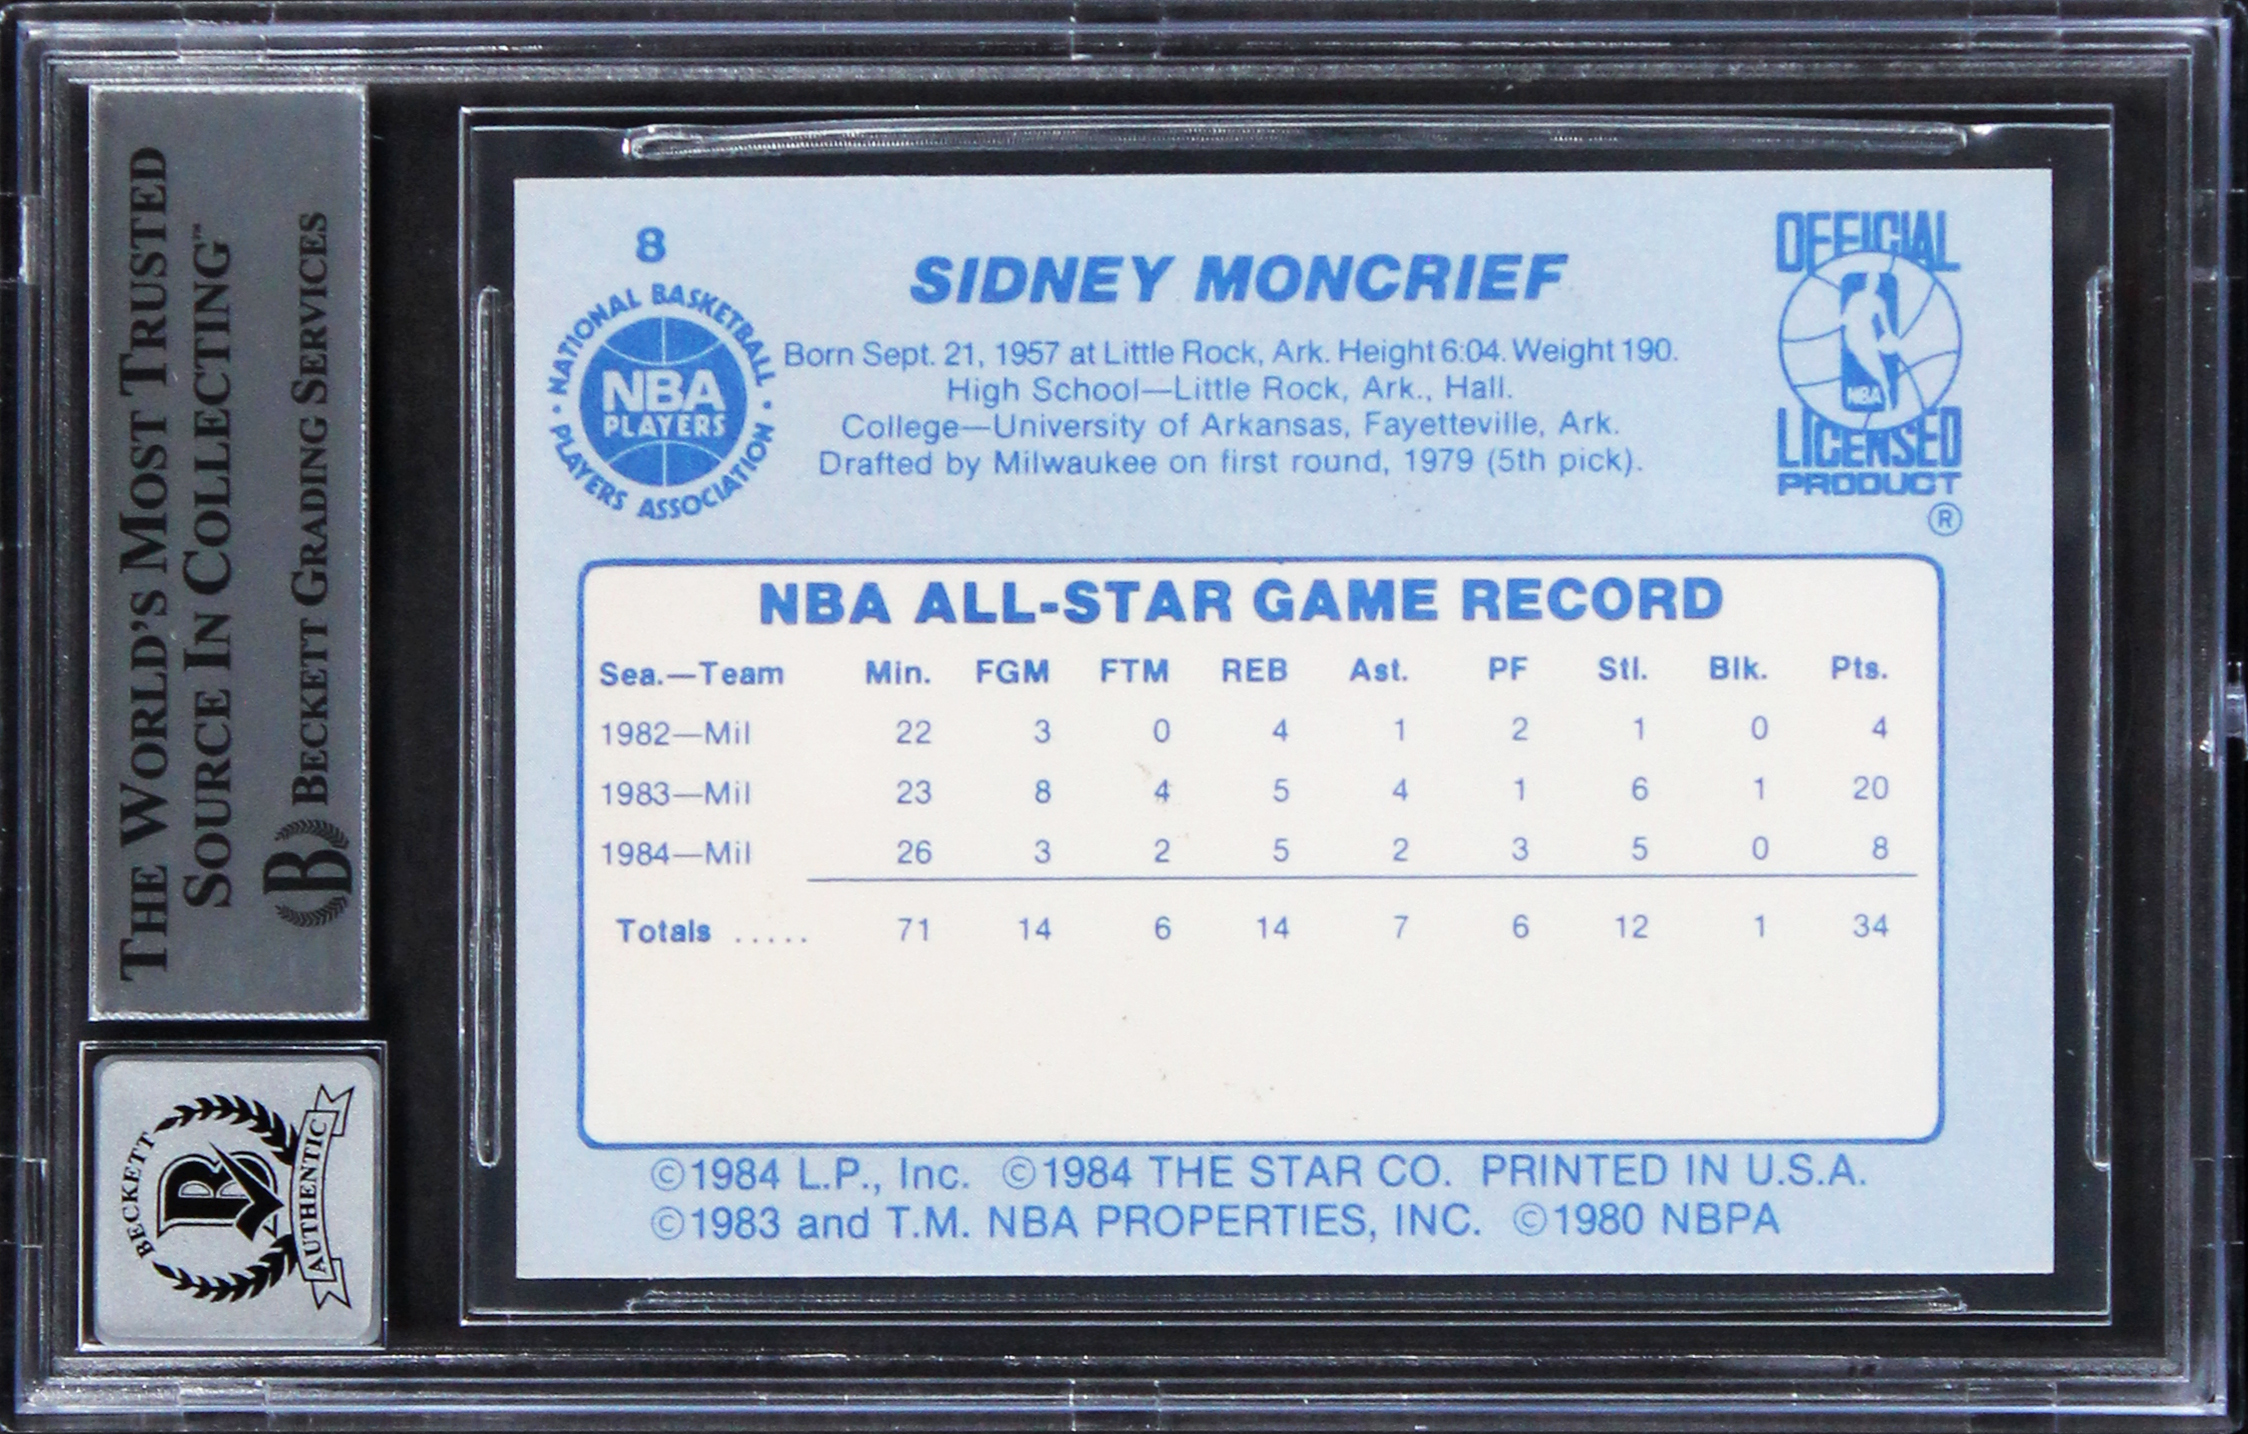 THE WORLD'S MOST TRUSTED
SOURCE IN COLLECTING™
BECKETT GRADING SERVICES
BECKETT
B
AUTHENTIC
8
NATIONAL BASKETBALL
NBA
PLAYERS
PLAYERS ASSOCIATION
SIDNEY MONCRIEF
Born Sept. 21, 1957 at Little Rock, Ark. Height 6:04. Weight 190.
High School—Little Rock, Ark., Hall.
College—University of Arkansas, Fayetteville, Ark.
Drafted by Milwaukee on first round, 1979 (5th pick).
OFFICIAL
NBA
LICENSED
PRODUCT
®
NBA ALL-STAR GAME RECORD
Sea.—Team Min. FGM FTM REB Ast. PF Stl. Blk. Pts.
1982—Mil 22 3 0 4 1 2 1 0 4
1983—Mil 23 8 4 5 4 1 6 1 20
1984—Mil 26 3 2 5 2 3 5 0 8
Totals ..... 71 14 6 14 7 6 12 1 34
©1984 L.P., Inc. ©1984 THE STAR CO. PRINTED IN U.S.A.
©1983 and T.M. NBA PROPERTIES, INC. ©1980 NBPA